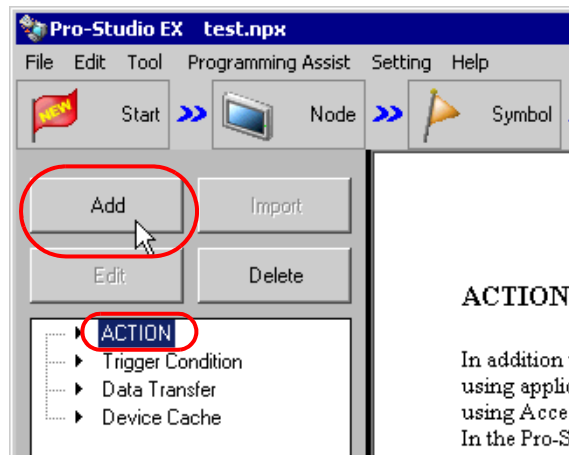 Pro-Studio EX test.npx
File Edit Tool Programming Assist Setting Help
NEW Start Node Symbol
Add Import
Edit Delete
ACTION
Trigger Condition
Data Transfer
Device Cache
ACTION
In addition
using appli
using Acce
In the Pro-S